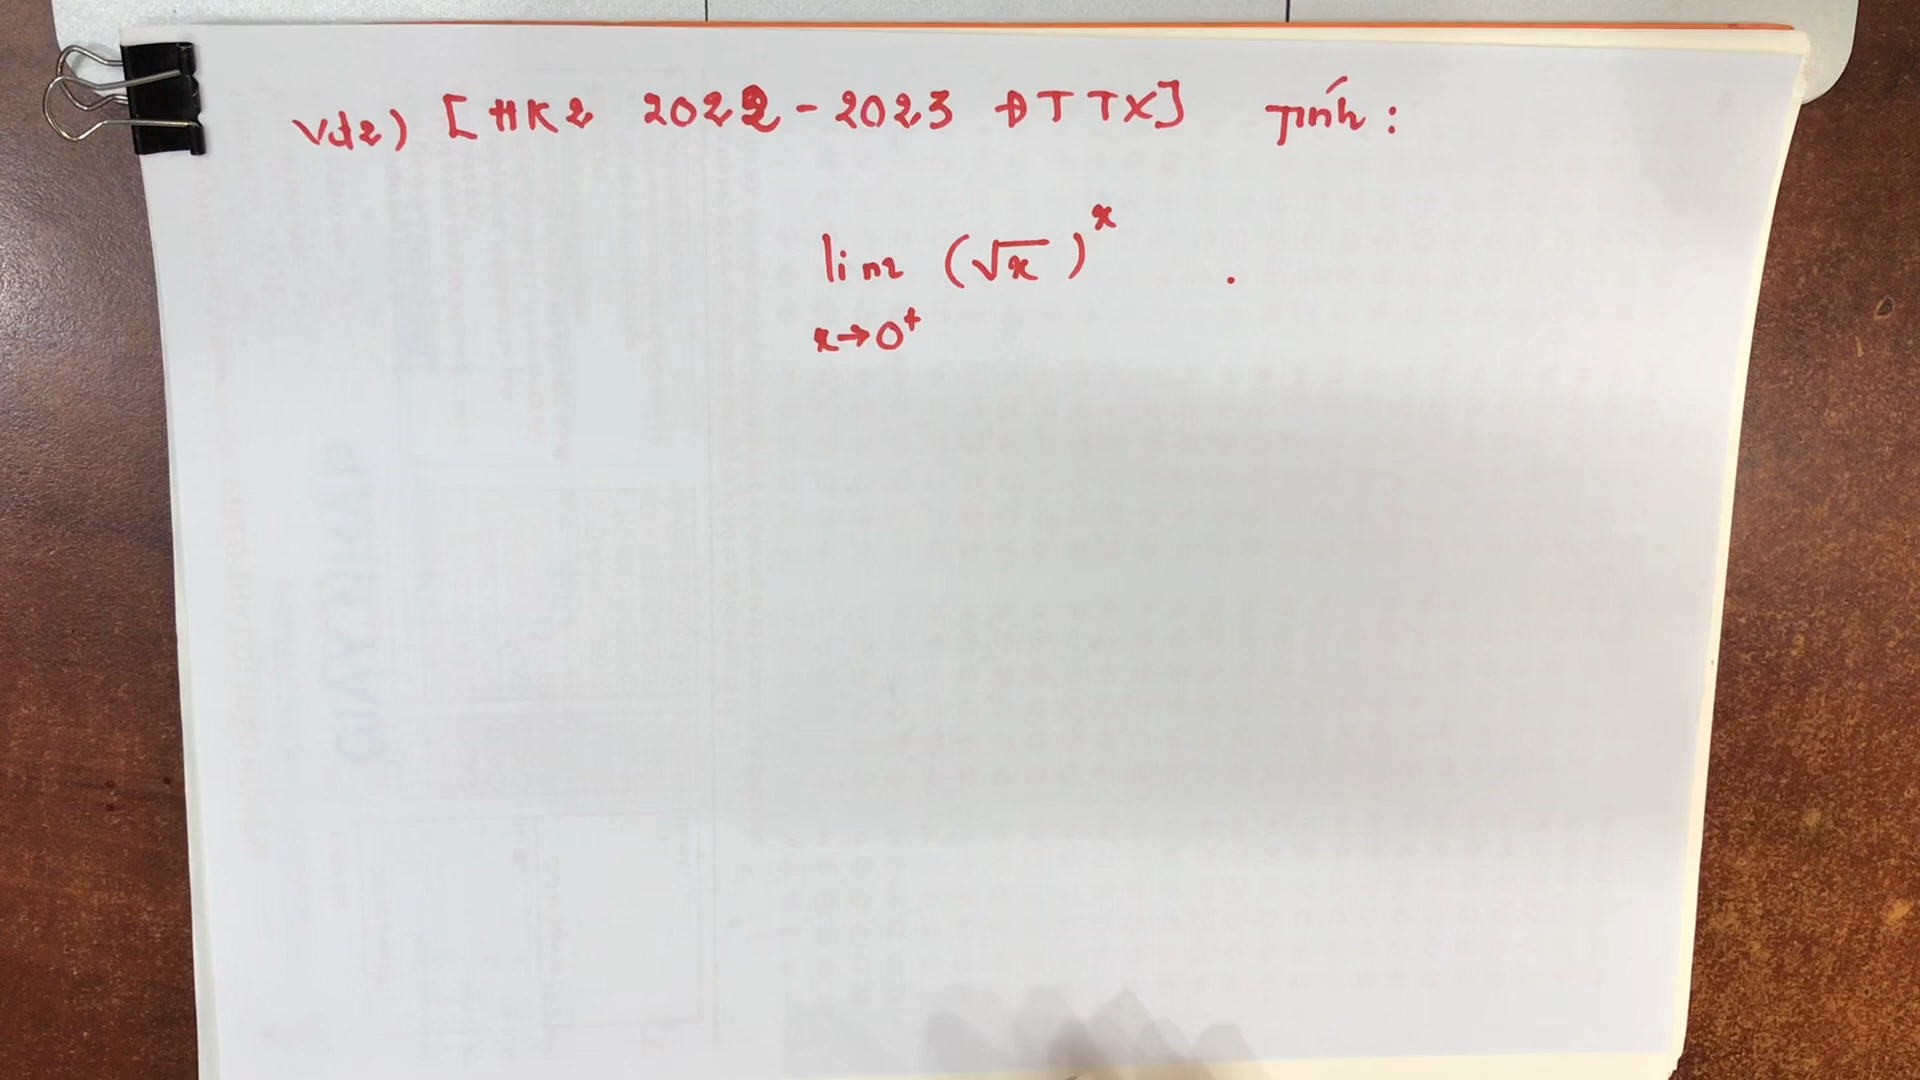 Vd2) [HK2 2022-2023 ĐTTX] Tính:
lim (√x)^x .
x→0⁺